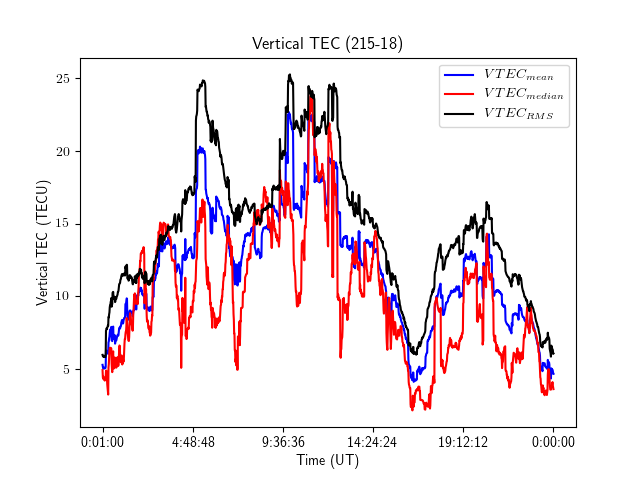 Vertical TEC (215-18)
VTEC_mean
VTEC_median
VTEC_RMS
Vertical TEC (TECU)
25
20
15
10
5
0:01:00 4:48:48 9:36:36 14:24:24 19:12:12 0:00:00
Time (UT)